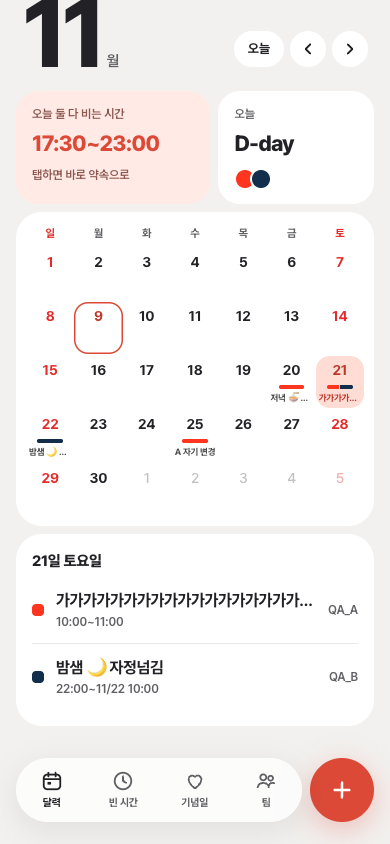 11 월
오늘
오늘 둘 다 비는 시간
17:30~23:00
탭하면 바로 약속으로
오늘
D-day
일 월 화 수 목 금 토
1 2 3 4 5 6 7
8 9 10 11 12 13 14
15 16 17 18 19 20 21
저녁 🍜... 가가가가...
22 23 24 25 26 27 28
밤샘 🌙 ... A 자기 변경
29 30 1 2 3 4 5
21일 토요일
가가가가가가가가가가가가가가가가가가... QA_A
10:00~11:00
밤샘 🌙 자정넘김 QA_B
22:00~11/22 10:00
달력 빈 시간 기념일 팀